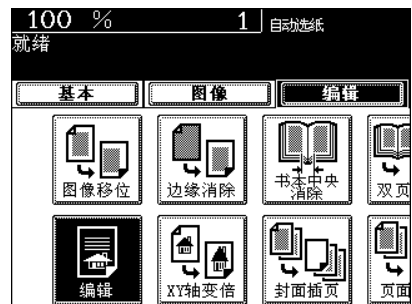 100 % 1 自动选纸
就绪
基本 图像 编辑
图像移位 边缘消除 书本中央消除 双页
编辑 XY轴变倍 封面插页 页面